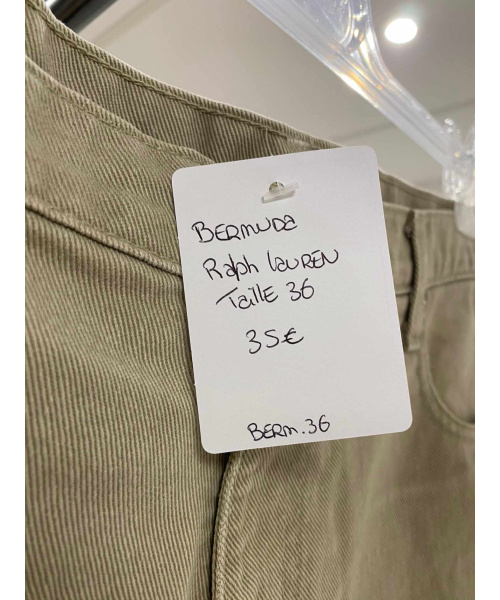 BERMUDA
Ralph LAUREN
TaillE 36
35€
BERM.36